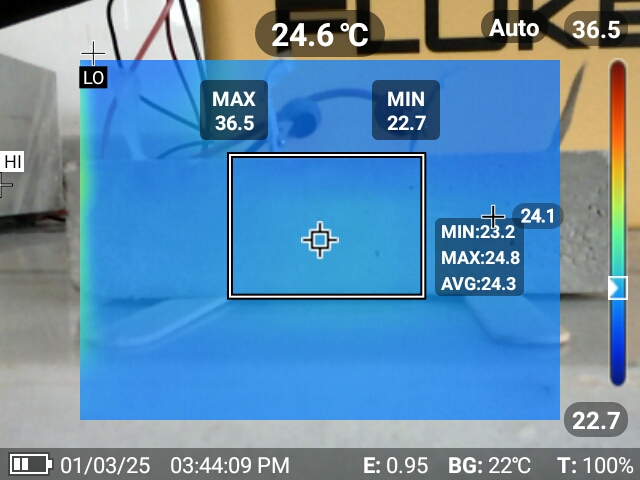 FLUKE
24.6 °C
Auto
36.5
LO
MAX
36.5
MIN
22.7
HI
24.1
MIN:23.2
MAX:24.8
AVG:24.3
22.7
01/03/25 03:44:09 PM E: 0.95 BG: 22°C T: 100%